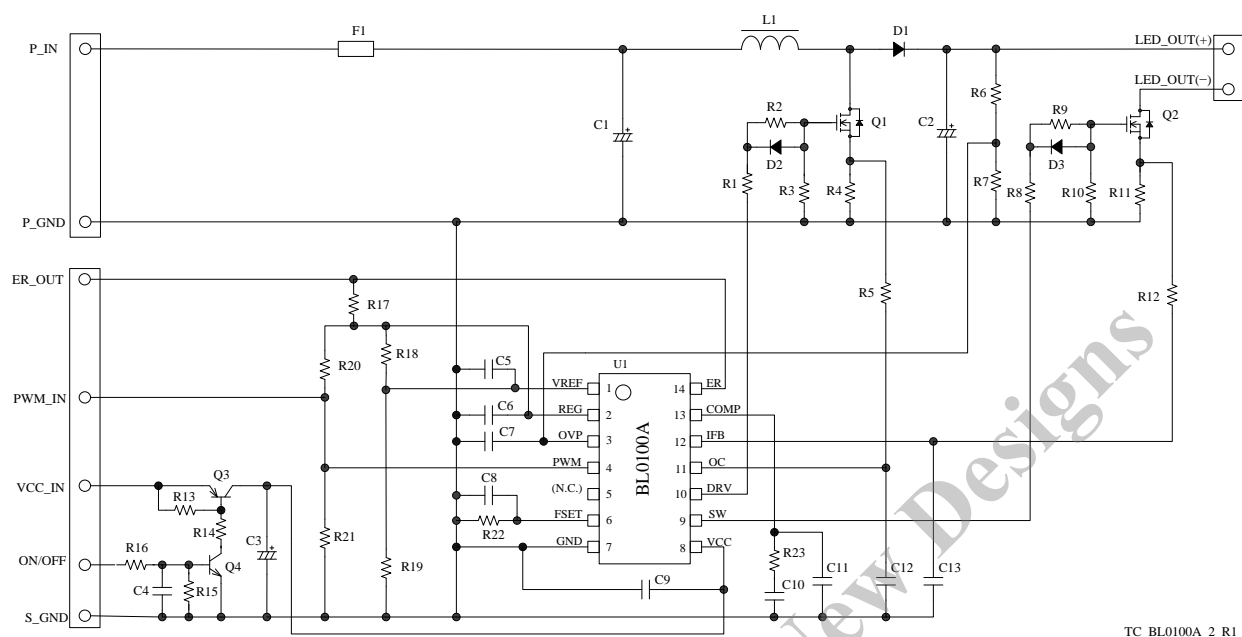 L1
D1
F1
P_IN
LED_OUT(+)
LED_OUT(−)
R6
R2
R9
Q1
Q2
C1
C2
D2
D3
R1
R3
R4
R7
R8
R10
R11
P_GND
ER_OUT
R17
R5
R12
R18
R20
C5
U1
VREF
1
14
ER
PWM_IN
C6
REG
2
13
COMP
C7
OVP
3
12
IFB
BL0100A
PWM
4
11
OC
Q3
VCC_IN
C8
(N.C.)
5
10
DRV
R13
R14
FSET
6
9
SW
R22
C3
R21
GND
7
8
VCC
R16
ON/OFF
Q4
R23
C4
R15
R19
C9
C10
C11
C12
C13
S_GND
New Designs
TC_BL0100A_2_R1